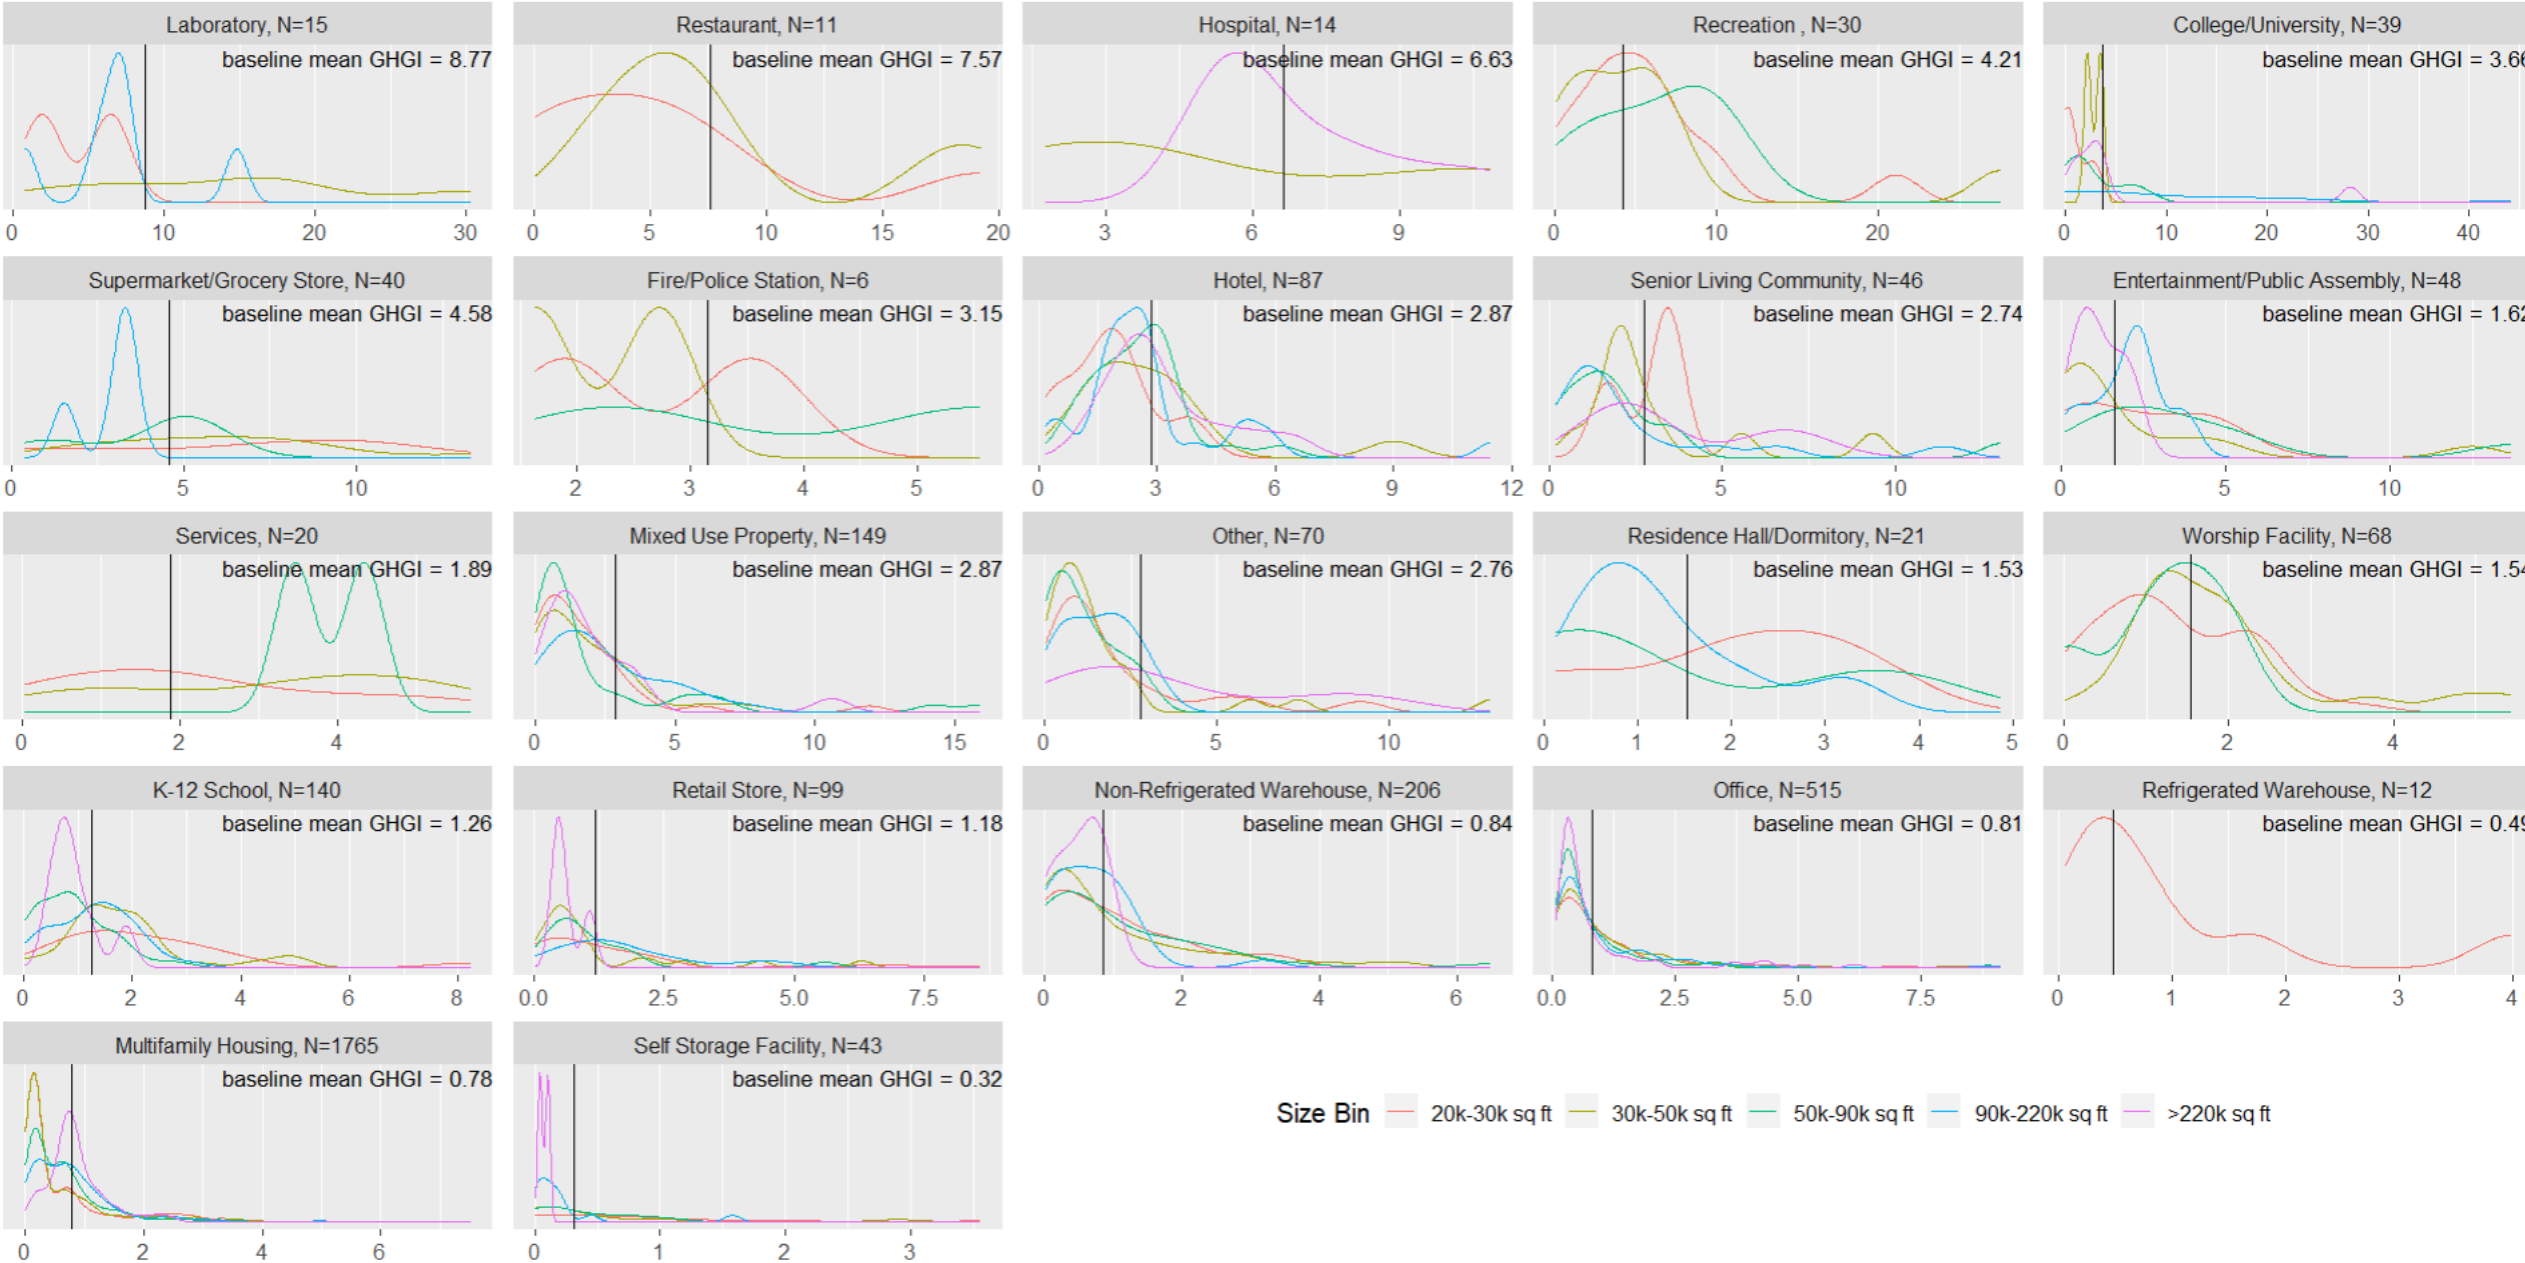 Laboratory, N=15
baseline mean GHGI = 8.77
0 10 20 30
Restaurant, N=11
baseline mean GHGI = 7.57
0 5 10 15 20
Hospital, N=14
baseline mean GHGI = 6.63
3 6 9
Recreation , N=30
baseline mean GHGI = 4.21
0 10 20
College/University, N=39
baseline mean GHGI = 3.66
0 10 20 30 40
Supermarket/Grocery Store, N=40
baseline mean GHGI = 4.58
0 5 10
Fire/Police Station, N=6
baseline mean GHGI = 3.15
2 3 4 5
Hotel, N=87
baseline mean GHGI = 2.87
0 3 6 9 12
Senior Living Community, N=46
baseline mean GHGI = 2.74
0 5 10
Entertainment/Public Assembly, N=48
baseline mean GHGI = 1.62
0 5 10
Services, N=20
baseline mean GHGI = 1.89
0 2 4
Mixed Use Property, N=149
baseline mean GHGI = 2.87
0 5 10 15
Other, N=70
baseline mean GHGI = 2.76
0 5 10
Residence Hall/Dormitory, N=21
baseline mean GHGI = 1.53
0 1 2 3 4 5
Worship Facility, N=68
baseline mean GHGI = 1.54
0 2 4
K-12 School, N=140
baseline mean GHGI = 1.26
0 2 4 6 8
Retail Store, N=99
baseline mean GHGI = 1.18
0.0 2.5 5.0 7.5
Non-Refrigerated Warehouse, N=206
baseline mean GHGI = 0.84
0 2 4 6
Office, N=515
baseline mean GHGI = 0.81
0.0 2.5 5.0 7.5
Refrigerated Warehouse, N=12
baseline mean GHGI = 0.49
0 1 2 3 4
Multifamily Housing, N=1765
baseline mean GHGI = 0.78
0 2 4 6
Self Storage Facility, N=43
baseline mean GHGI = 0.32
0 1 2 3
Size Bin 20k-30k sq ft 30k-50k sq ft 50k-90k sq ft 90k-220k sq ft >220k sq ft